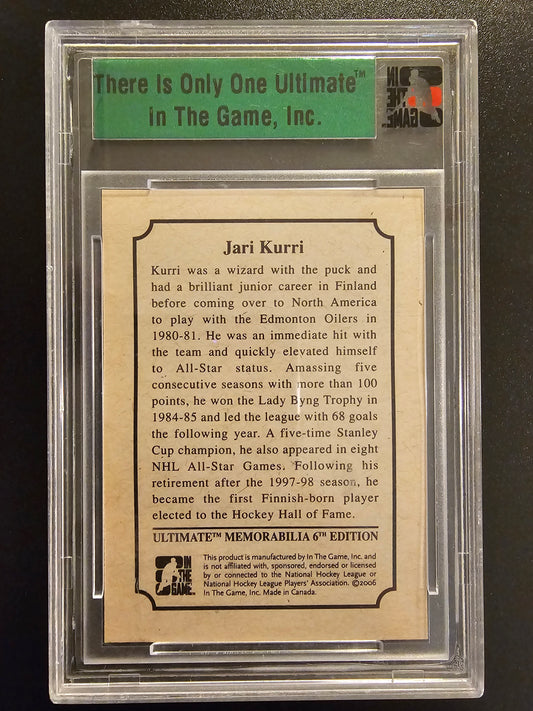 There Is Only One Ultimate™
in The Game, Inc.
IN
THE
GAME
Jari Kurri
Kurri was a wizard with the puck and
had a brilliant junior career in Finland
before coming over to North America
to play with the Edmonton Oilers in
1980-81. He was an immediate hit with
the team and quickly elevated himself
to All-Star status. Amassing five
consecutive seasons with more than 100
points, he won the Lady Byng Trophy in
1984-85 and led the league with 68 goals
the following year. A five-time Stanley
Cup champion, he also appeared in eight
NHL All-Star Games. Following his
retirement after the 1997-98 season, he
became the first Finnish-born player
elected to the Hockey Hall of Fame.
ULTIMATE™ MEMORABILIA 6TH EDITION
IN
THE
GAME
This product is manufactured by In The Game, Inc. and
is not affiliated with, sponsored, endorsed or licensed
by or connected to the National Hockey League or
National Hockey League Players' Association. ©2006
In The Game, Inc. Made in Canada.